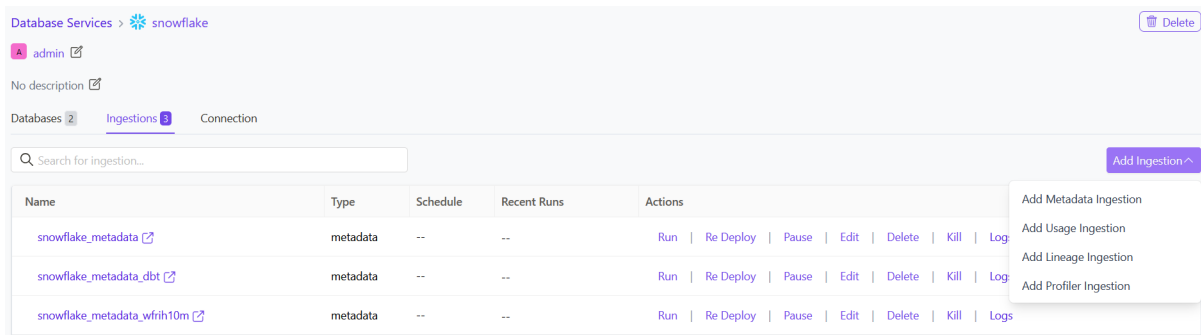 Database Services > snowflake
Delete
A admin
No description
Databases 2 Ingestions 3 Connection
Search for ingestion...
Add Ingestion
Name Type Schedule Recent Runs Actions
Add Metadata Ingestion
snowflake_metadata metadata -- -- Run | Re Deploy | Pause | Edit | Delete | Kill | Logs
Add Usage Ingestion
Add Lineage Ingestion
snowflake_metadata_dbt metadata -- -- Run | Re Deploy | Pause | Edit | Delete | Kill | Logs
Add Profiler Ingestion
snowflake_metadata_wfrih10m metadata -- -- Run | Re Deploy | Pause | Edit | Delete | Kill | Logs